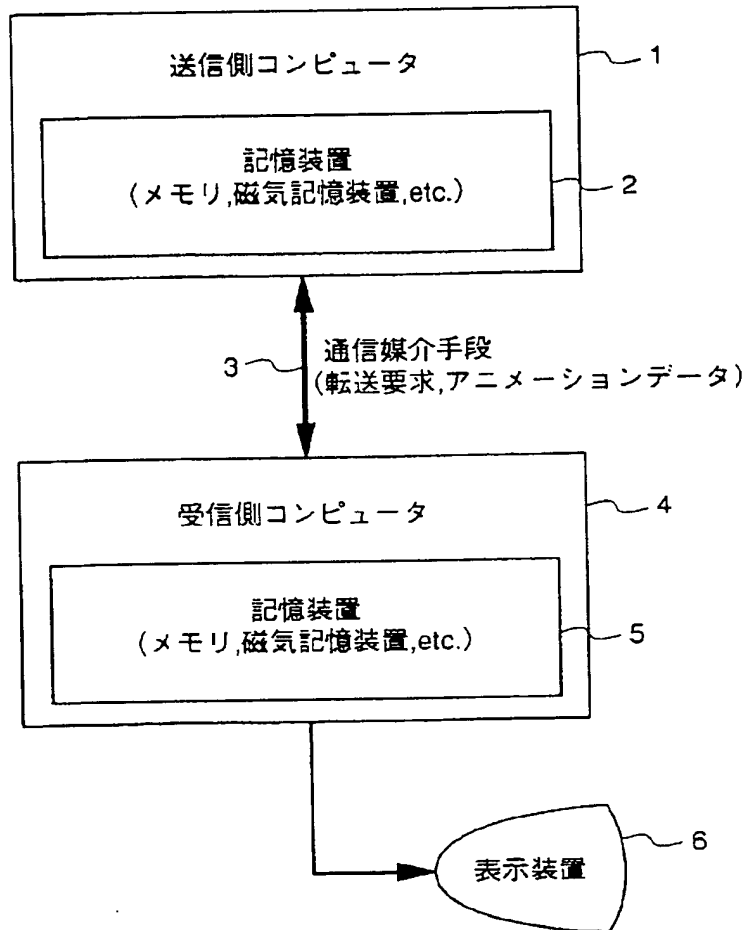 送信側コンピュータ
1
記憶装置
(メモリ,磁気記憶装置,etc.)
2
3
通信媒介手段
(転送要求,アニメーションデータ)
受信側コンピュータ
4
記憶装置
(メモリ,磁気記憶装置,etc.)
5
表示装置
6